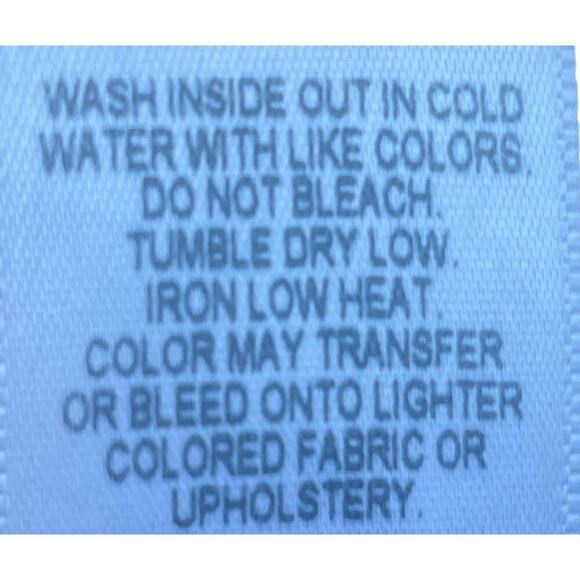 WASH INSIDE OUT IN COLD
WATER WITH LIKE COLORS.
DO NOT BLEACH.
TUMBLE DRY LOW.
IRON LOW HEAT.
COLOR MAY TRANSFER
OR BLEED ONTO LIGHTER
COLORED FABRIC OR
UPHOLSTERY.